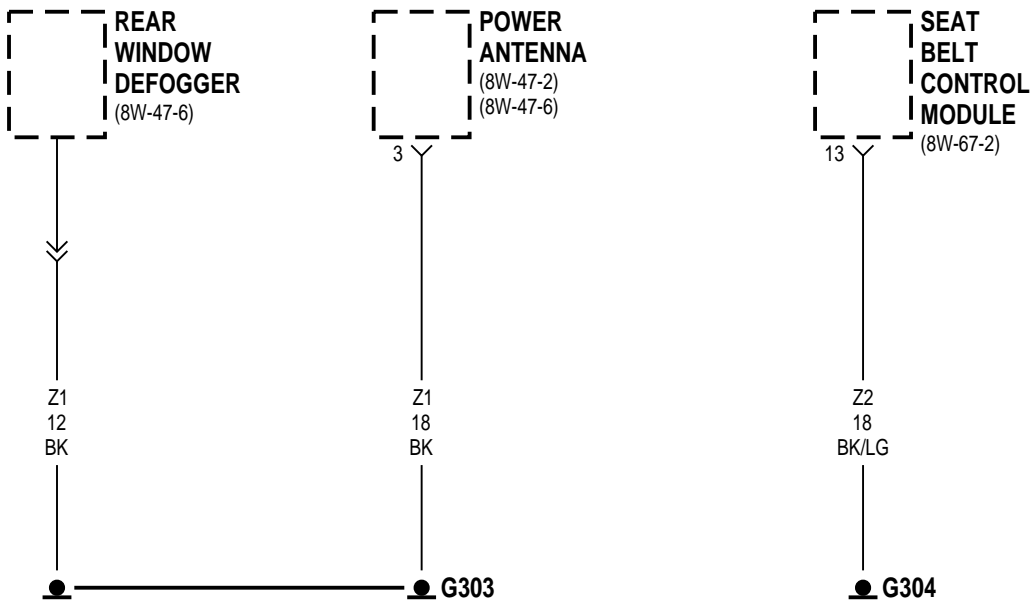 REAR
WINDOW
DEFOGGER
(8W-47-6)
POWER
ANTENNA
(8W-47-2)
(8W-47-6)
3
SEAT
BELT
CONTROL
MODULE
(8W-67-2)
13
Z1
12
BK
Z1
18
BK
Z2
18
BK/LG
G303
G304